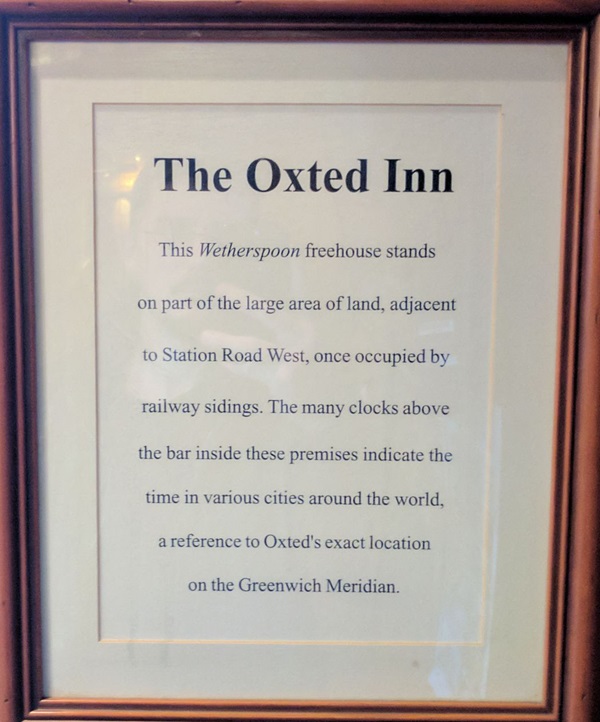 The Oxted Inn
This Wetherspoon freehouse stands
on part of the large area of land, adjacent
to Station Road West, once occupied by
railway sidings. The many clocks above
the bar inside these premises indicate the
time in various cities around the world,
a reference to Oxted's exact location
on the Greenwich Meridian.